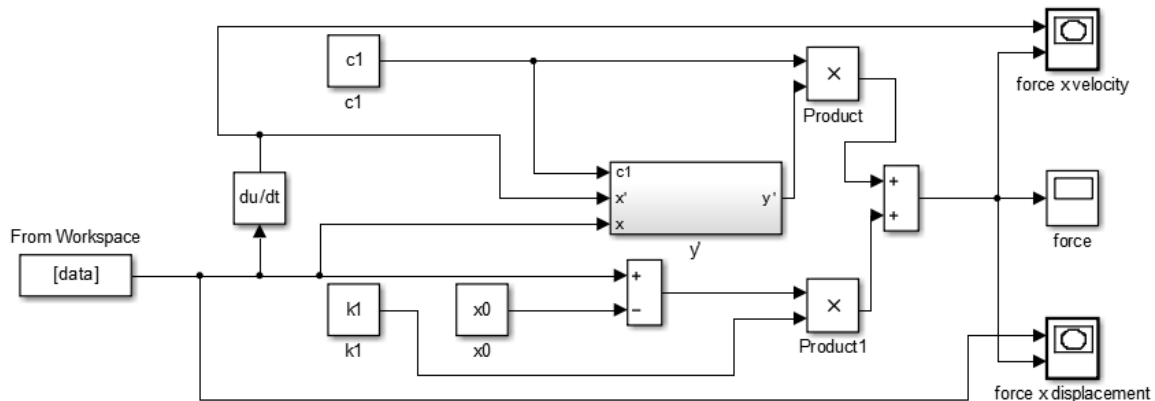 c1
c1
×
Product
force x velocity
du/dt
c1
x'
x
y'
y'
+
+
force
From Workspace
[data]
k1
k1
x0
x0
+
−
×
Product1
force x displacement